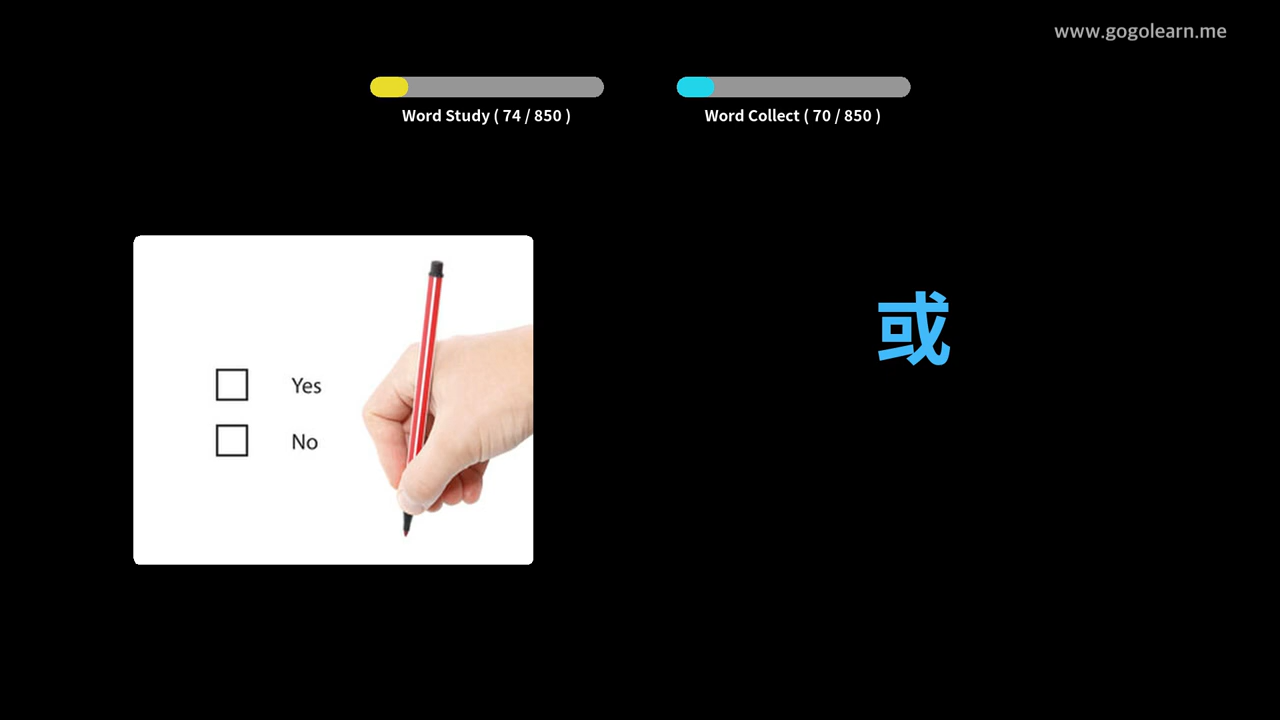 www.gogolearn.me
Word Study ( 74 / 850 )
Word Collect ( 70 / 850 )
Yes
No
或